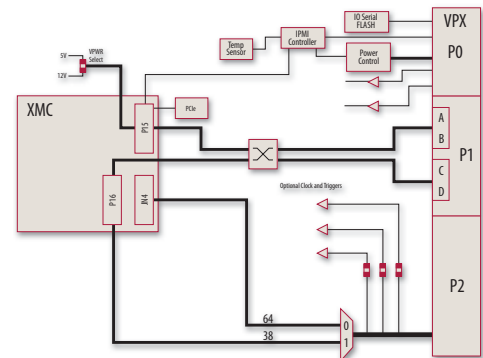 IO Serial
FLASH
VPX
IPMI
Controller
P0
Temp
Sensor
Power
Control
5V
VPWR
Select
12V
XMC
P15
PCIe
A
B
P1
C
D
P16
JN4
Optional Clock and Triggers
P2
64
0
38
1